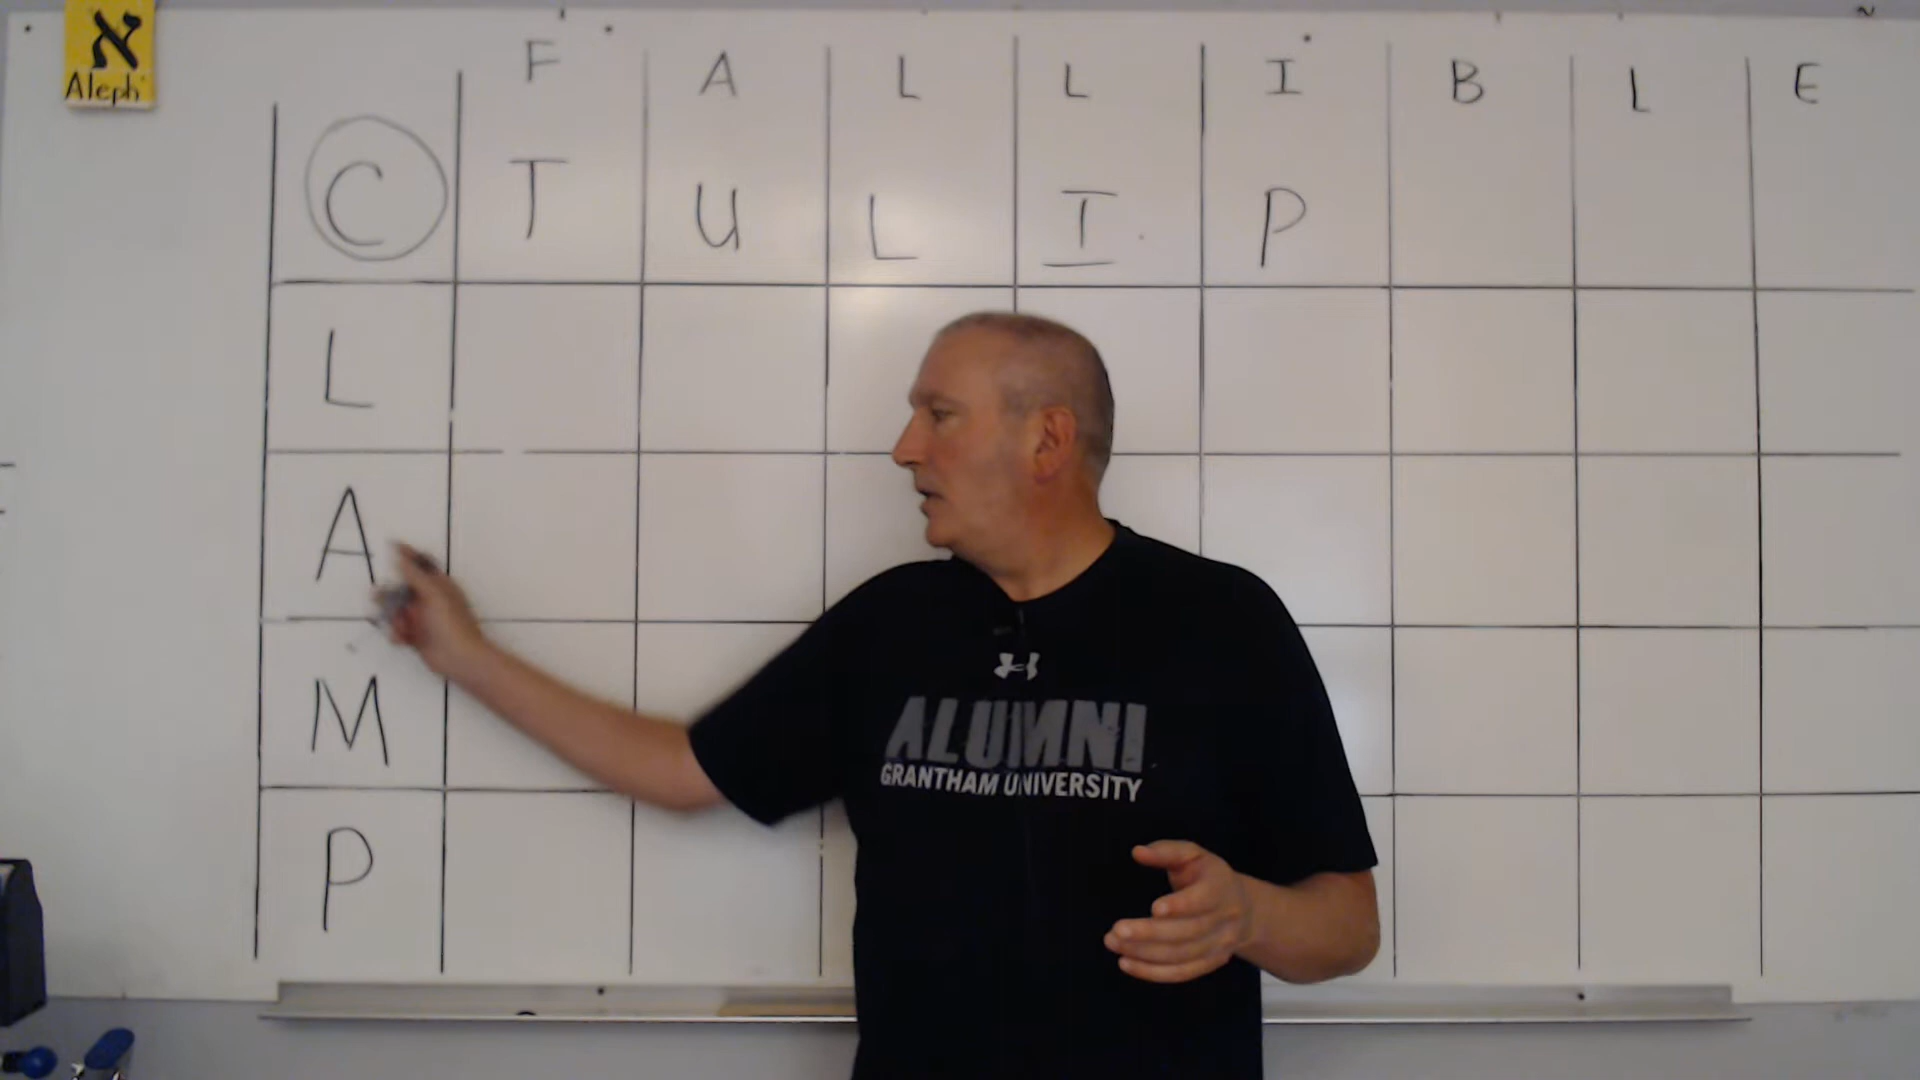 א
Aleph
F A L L I B L E
C T U L I P
L
A
M
P
ALUMNI
GRANTHAM UNIVERSITY